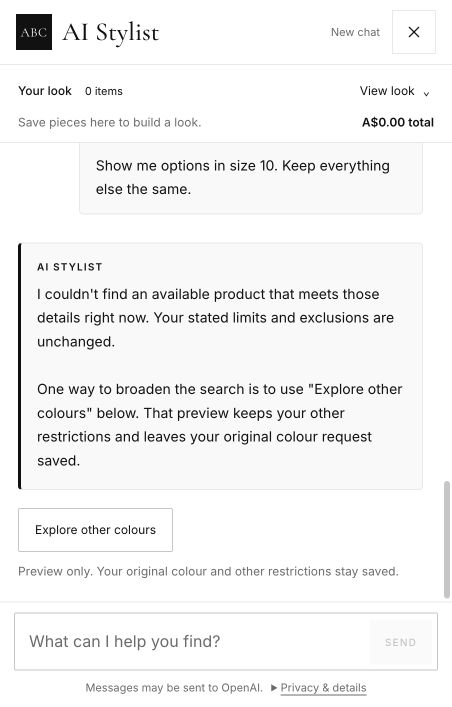 ABC AI Stylist New chat ×
Your look 0 items View look
Save pieces here to build a look. A$0.00 total
Show me options in size 10. Keep everything
else the same.
AI STYLIST
I couldn't find an available product that meets those
details right now. Your stated limits and exclusions are
unchanged.
One way to broaden the search is to use "Explore other
colours" below. That preview keeps your other
restrictions and leaves your original colour request
saved.
Explore other colours
Preview only. Your original colour and other restrictions stay saved.
What can I help you find? SEND
Messages may be sent to OpenAI. ▶ Privacy & details